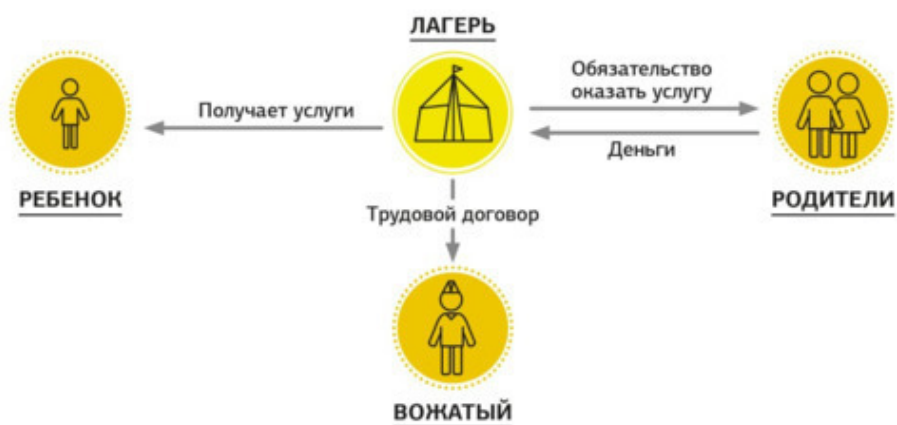 ЛАГЕРЬ
Обязательство
оказать услугу
Получает услуги
Деньги
РЕБЕНОК
РОДИТЕЛИ
Трудовой договор
ВОЖАТЫЙ